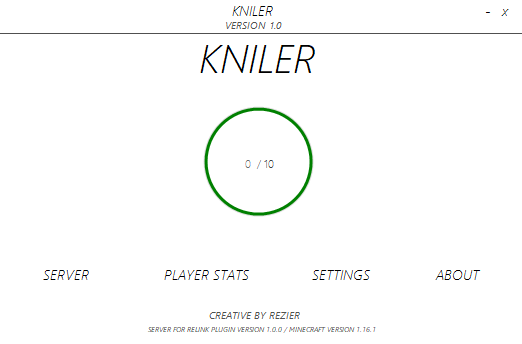 KNILER
VERSION 1.0
- X
KNILER
0 / 10
SERVER PLAYER STATS SETTINGS ABOUT
CREATIVE BY REZIER
SERVER FOR RELINK PLUGIN VERSION 1.0.0 / MINECRAFT VERSION 1.16.1